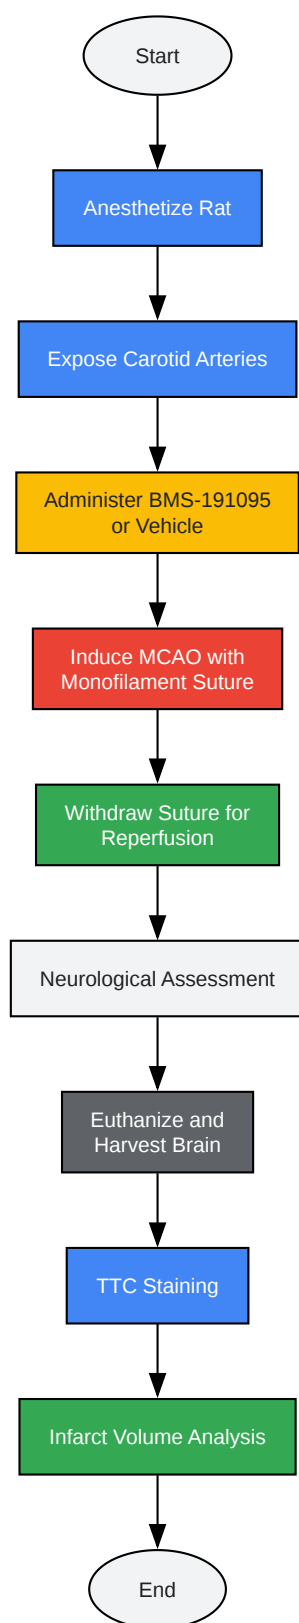 Start
Anesthetize Rat
Expose Carotid Arteries
Administer BMS-191095
or Vehicle
Induce MCAO with
Monofilament Suture
Withdraw Suture for
Reperfusion
Neurological Assessment
Euthanize and
Harvest Brain
TTC Staining
Infarct Volume Analysis
End